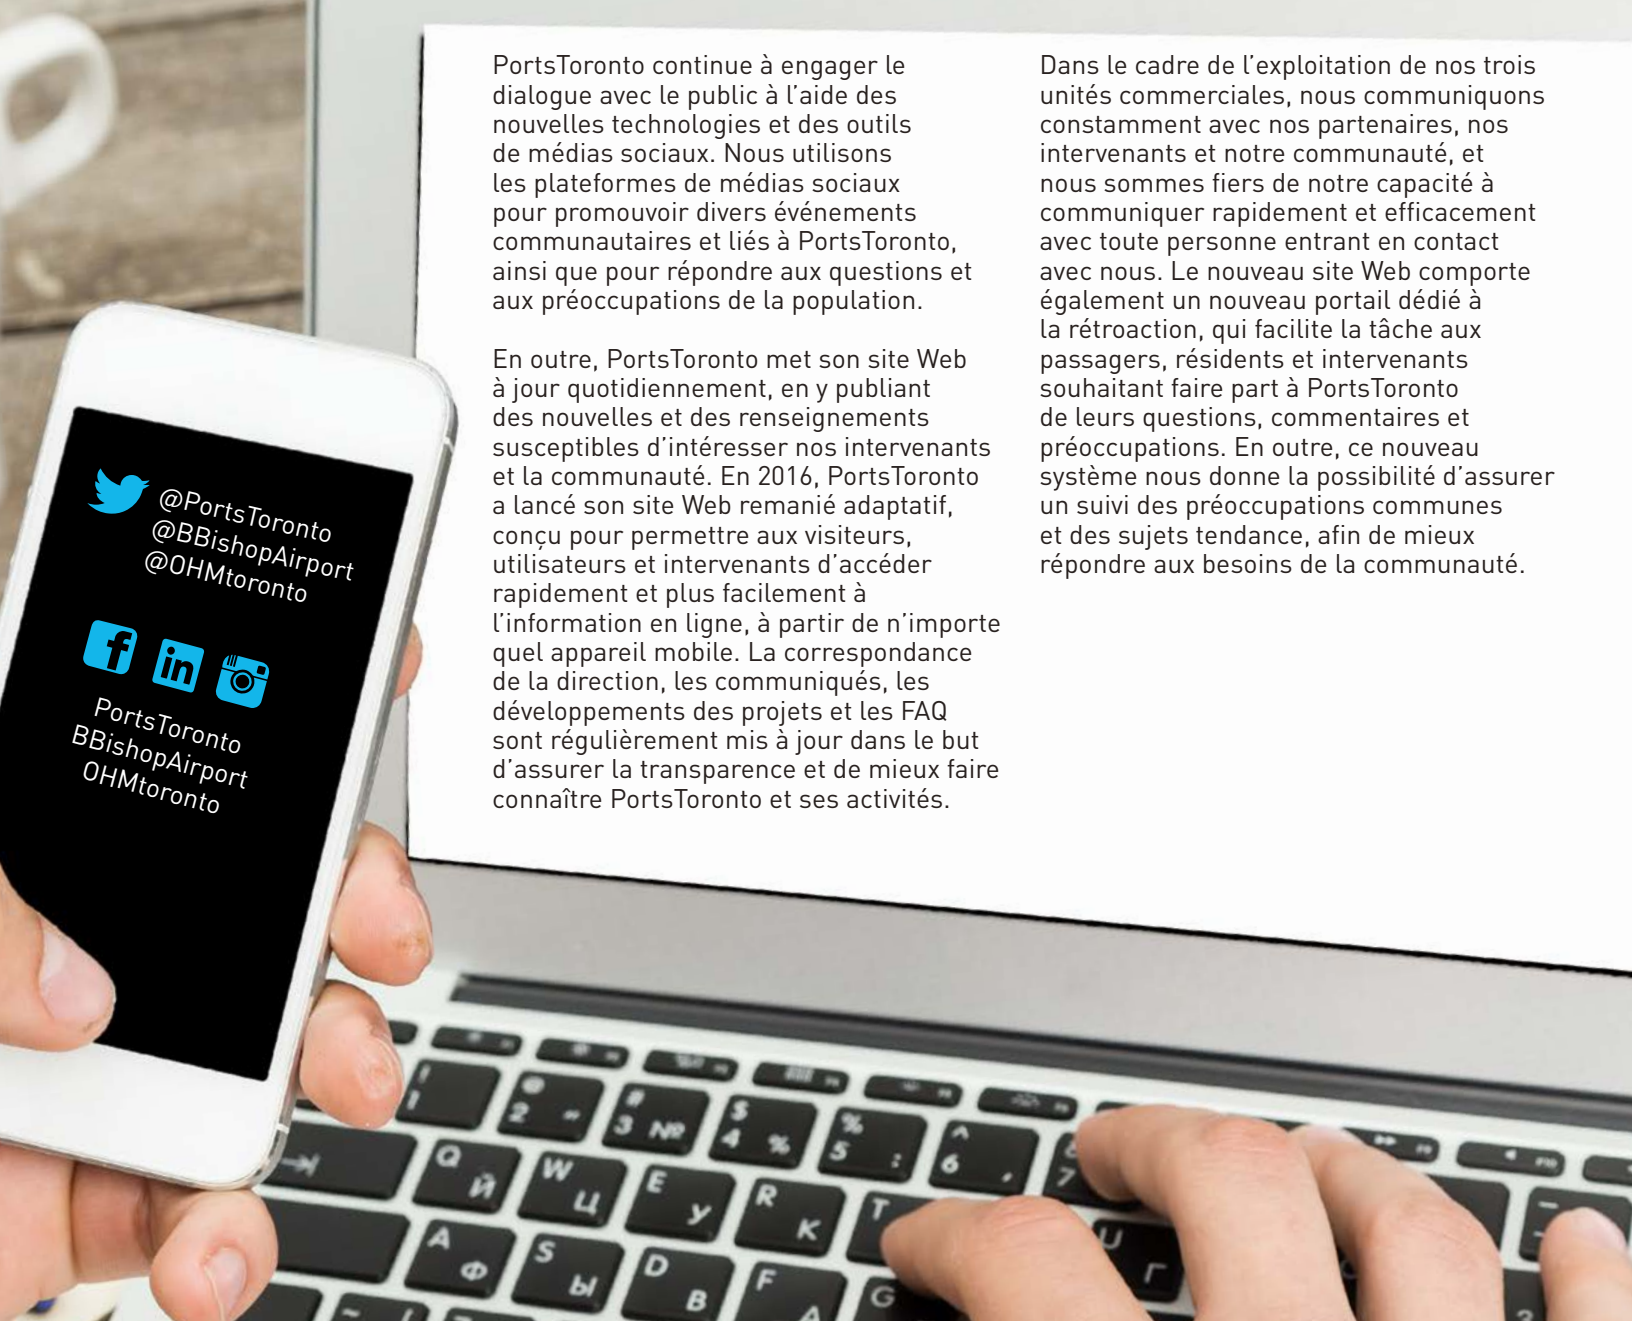 PortsToronto continue à engager le
dialogue avec le public à l’aide des
nouvelles technologies et des outils
de médias sociaux. Nous utilisons
les plateformes de médias sociaux
pour promouvoir divers événements
communautaires et liés à PortsToronto,
ainsi que pour répondre aux questions et
aux préoccupations de la population.
En outre, PortsToronto met son site Web
à jour quotidiennement, en y publiant
des nouvelles et des renseignements
susceptibles d’intéresser nos intervenants
et la communauté. En 2016, PortsToronto
a lancé son site Web remanié adaptatif,
conçu pour permettre aux visiteurs,
utilisateurs et intervenants d’accéder
rapidement et plus facilement à
l’information en ligne, à partir de n’importe
quel appareil mobile. La correspondance
de la direction, les communiqués, les
développements des projets et les FAQ
sont régulièrement mis à jour dans le but
d’assurer la transparence et de mieux faire
connaître PortsToronto et ses activités.
Dans le cadre de l’exploitation de nos trois
unités commerciales, nous communiquons
constamment avec nos partenaires, nos
intervenants et notre communauté, et
nous sommes fiers de notre capacité à
communiquer rapidement et efficacement
avec toute personne entrant en contact
avec nous. Le nouveau site Web comporte
également un nouveau portail dédié à
la rétroaction, qui facilite la tâche aux
passagers, résidents et intervenants
souhaitant faire part à PortsToronto
de leurs questions, commentaires et
préoccupations. En outre, ce nouveau
système nous donne la possibilité d’assurer
un suivi des préoccupations communes
et des sujets tendance, afin de mieux
répondre aux besoins de la communauté.
@PortsToronto
@BBishopAirport
@OHMtoronto
f in
PortsToronto
BBishopAirport
OHMtoronto
! 1 @ 2 " # 3 № $ 4 % % 5 : ^ 6 , 7
Q Й W Ц E У R К T U Г
A Ф S Ы D В F А G